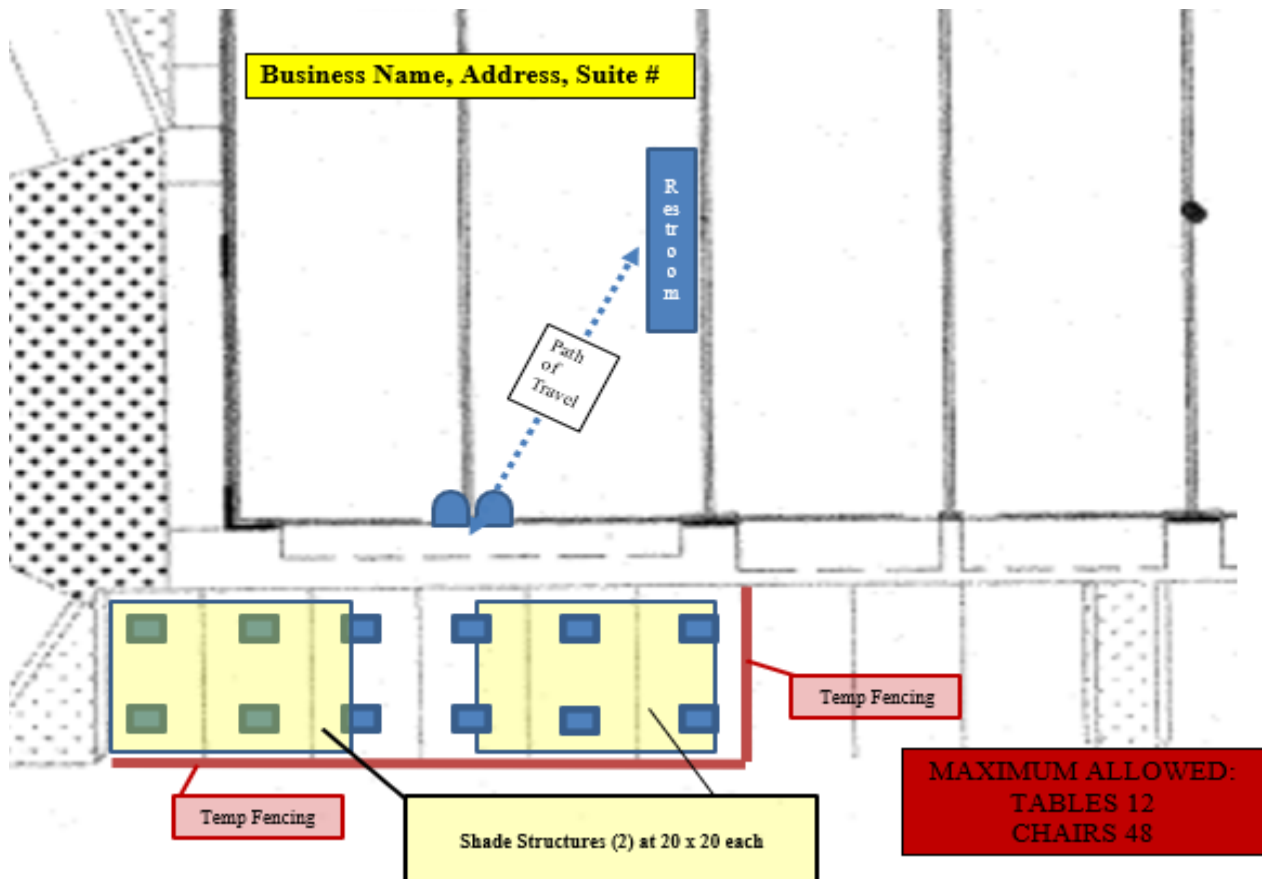 Business Name, Address, Suite #
R
es
tr
o
o
m
Path
of
Travel
Temp Fencing
Temp Fencing
Shade Structures (2) at 20 x 20 each
MAXIMUM ALLOWED:
TABLES 12
CHAIRS 48